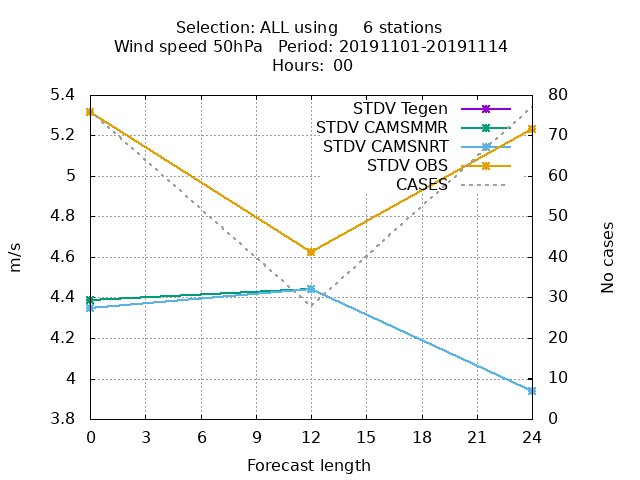 Selection: ALL using     6 stations
Wind speed 50hPa   Period: 20191101-20191114
Hours:  00
5.4
5.2
5
4.8
4.6
4.4
4.2
4
3.8
m/s
STDV Tegen
STDV CAMSMMR
STDV CAMSNRT
STDV OBS
CASES
80
70
60
50
40
30
20
10
0
No cases
0 3 6 9 12 15 18 21 24
Forecast length